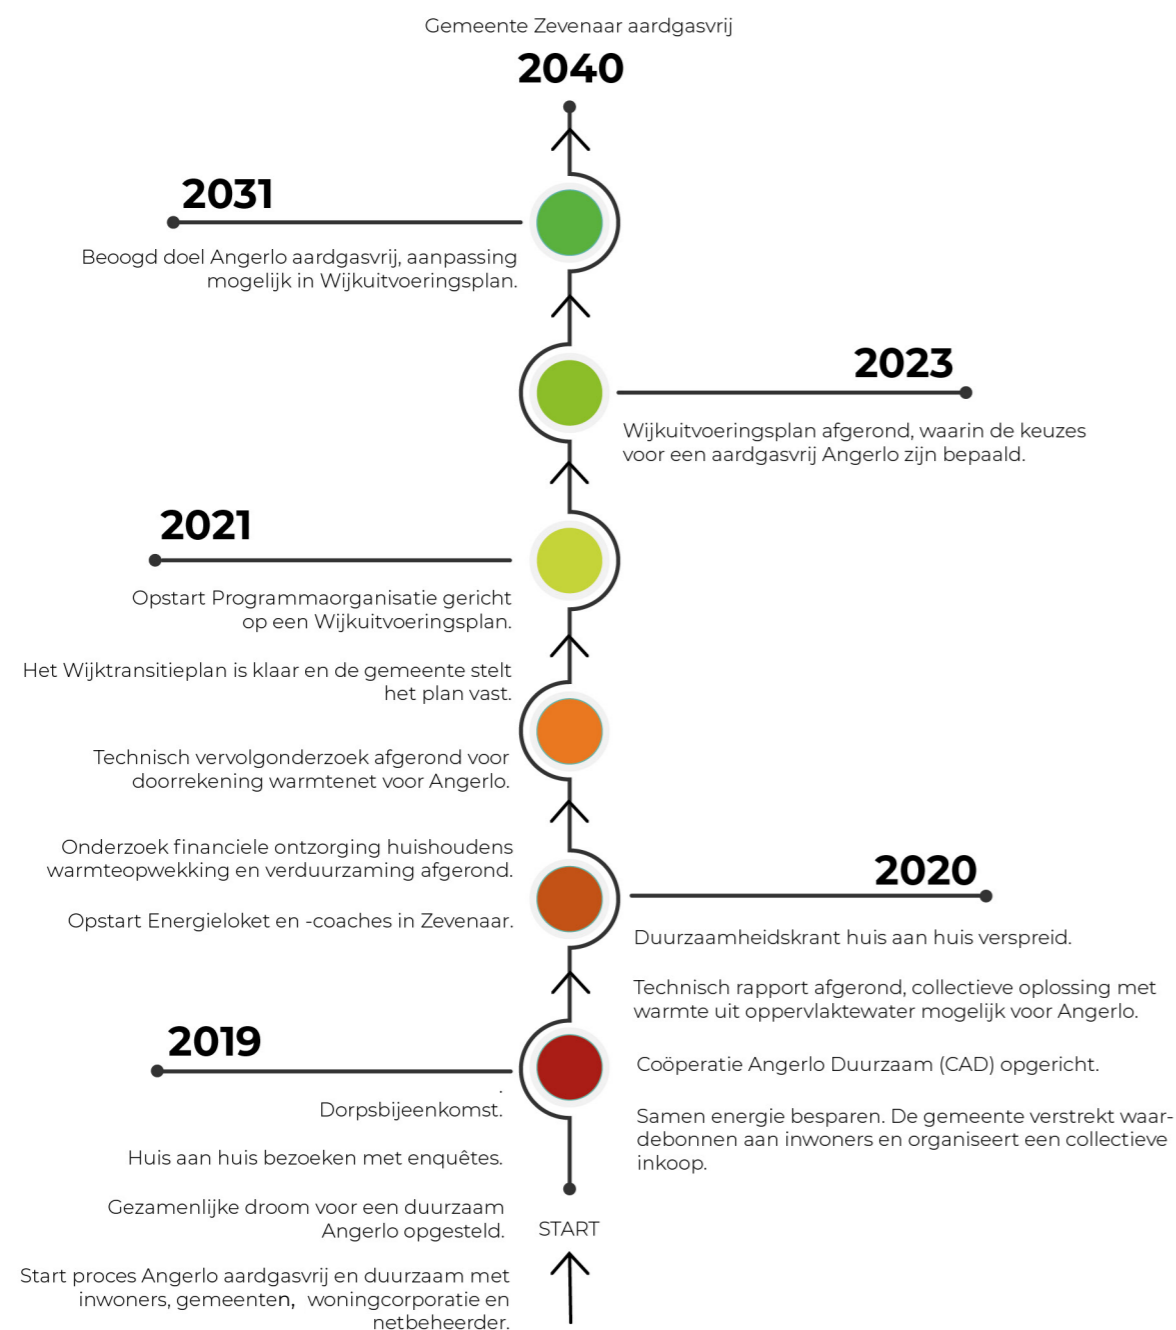 Gemeente Zevenaar aardgasvrij
2040
2031
Beoogd doel Angerlo aardgasvrij, aanpassing
mogelijk in Wijkuitvoeringsplan.
2023
Wijkuitvoeringsplan afgerond, waarin de keuzes
voor een aardgasvrij Angerlo zijn bepaald.
2021
Opstart Programmaorganisatie gericht
op een Wijkuitvoeringsplan.
Het Wijktransitieplan is klaar en de gemeente stelt
het plan vast.
Technisch vervolgonderzoek afgerond voor
doorrekening warmtenet voor Angerlo.
Onderzoek financiele ontzorging huishoudens
warmteopwekking en verduurzaming afgerond.
Opstart Energieloket en -coaches in Zevenaar.
2020
Duurzaamheidskrant huis aan huis verspreid.
Technisch rapport afgerond, collectieve oplossing met
warmte uit oppervlaktewater mogelijk voor Angerlo.
Coöperatie Angerlo Duurzaam (CAD) opgericht.
Samen energie besparen. De gemeente verstrekt waar-
debonnen aan inwoners en organiseert een collectieve
inkoop.
2019
.
Dorpsbijeenkomst.
Huis aan huis bezoeken met enquêtes.
Gezamenlijke droom voor een duurzaam
Angerlo opgesteld.
Start proces Angerlo aardgasvrij en duurzaam met
inwoners, gemeenten, woningcorporatie en
netbeheerder.
START